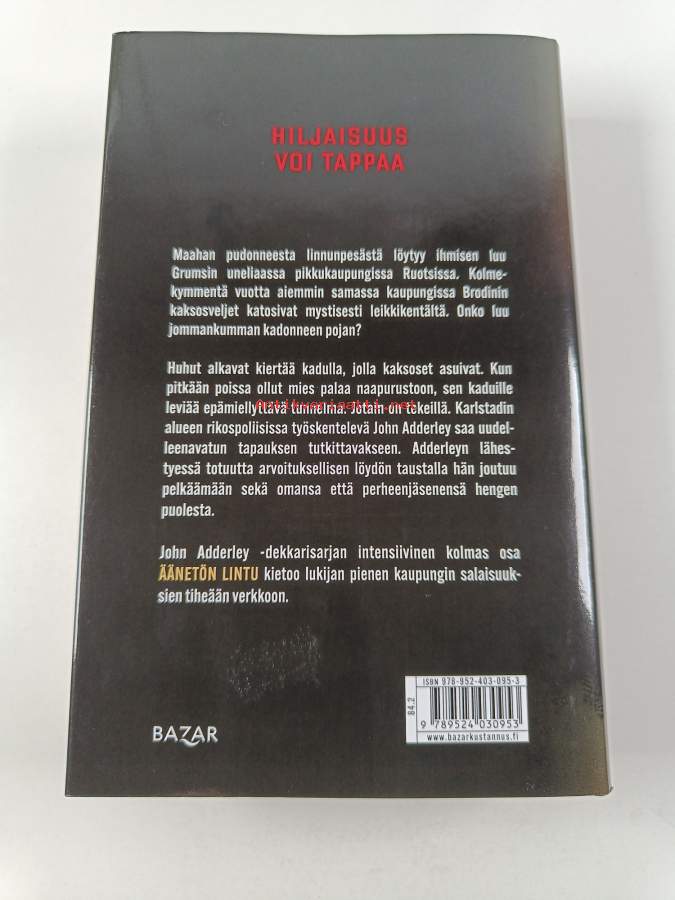 HILJAISUUS
VOI TAPPAA
Maahan pudonneesta linnunpesästä löytyy ihmisen luu
Grumsin uneliaassa pikkukaupungissa Ruotsissa. Kolme-
kymmentä vuotta aiemmin samassa kaupungissa Brodinin
kaksosveljet katosivat mystisesti leikkikentältä. Onko luu
jommankumman kadonneen pojan?
Huhut alkavat kiertää kadulla, jolla kaksoset asuivat. Kun
pitkään poissa ollut mies palaa naapurustoon, sen kaduille
leviää epämiellyttävä tunnelma. Jotain on tekeillä. Karlstadin
antikvariaatti.net
alueen rikospoliisissa työskentelevä John Adderley saa uudel-
leenavatun tapauksen tutkittavakseen. Adderleyn lähes-
tyessä totuutta arvoituksellisen löydön taustalla hän joutuu
pelkäämään sekä omansa että perheenjäsenensä hengen
puolesta.
John Adderley -dekkarisarjan intensiivinen kolmas osa
ÄÄNETÖN LINTU kietoo lukijan pienen kaupungin salaisuuk-
sien tiheään verkkoon.
ISBN 978-952-403-095-3
84.2
9 789524 030953
www.bazarkustannus.fi
BAZAR